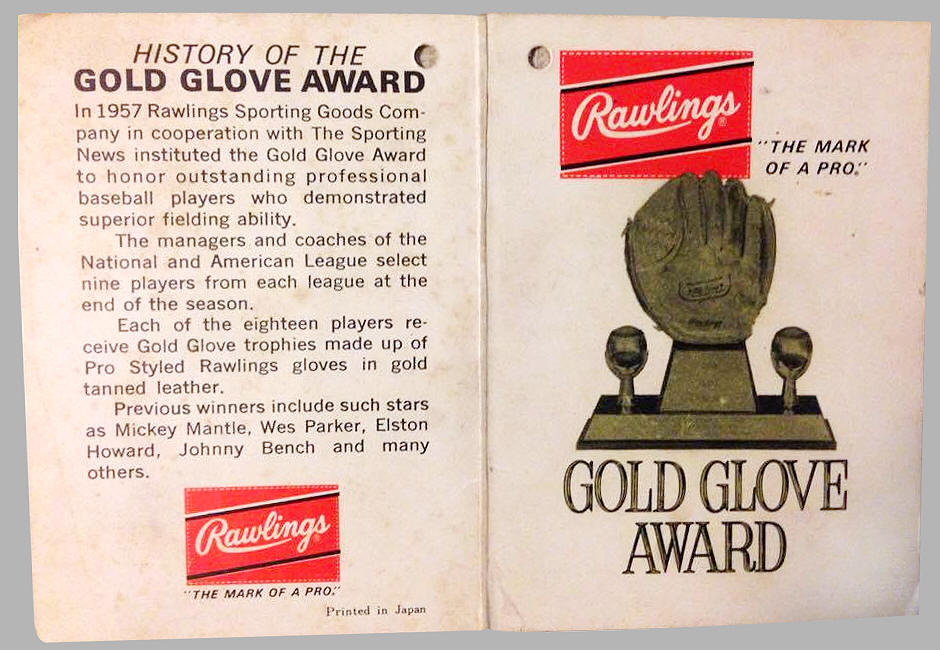 HISTORY OF THE
GOLD GLOVE AWARD
In 1957 Rawlings Sporting Goods Com-
pany in cooperation with The Sporting
News instituted the Gold Glove Award
to honor outstanding professional
baseball players who demonstrated
superior fielding ability.
The managers and coaches of the
National and American League select
nine players from each league at the
end of the season.
Each of the eighteen players re-
ceive Gold Glove trophies made up of
Pro Styled Rawlings gloves in gold
tanned leather.
Previous winners include such stars
as Mickey Mantle, Wes Parker, Elston
Howard, Johnny Bench and many
others.
Rawlings
"THE MARK OF A PRO."
Printed in Japan
Rawlings®
"THE MARK
OF A PRO."
GOLD GLOVE
AWARD